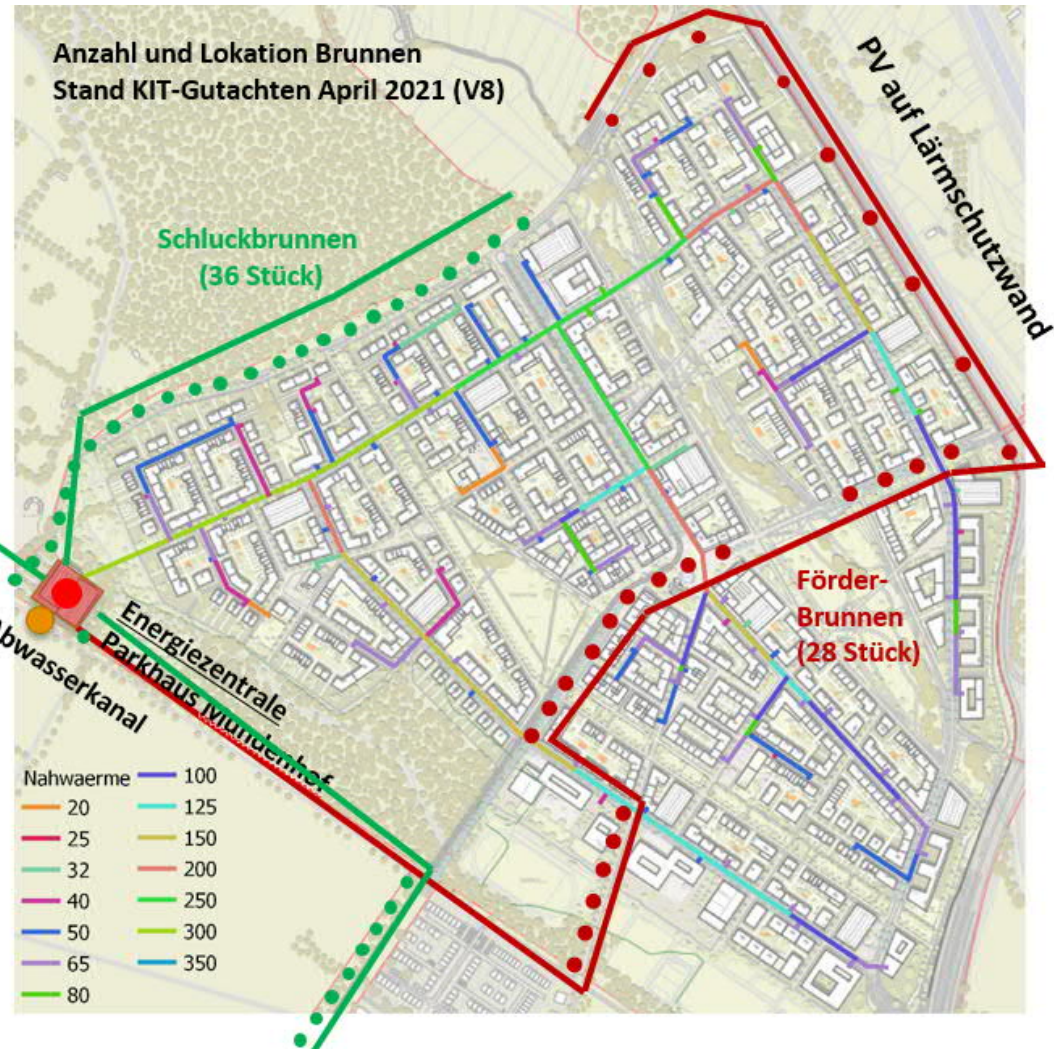 Anzahl und Lokation Brunnen
Stand KIT-Gutachten April 2021 (V8)
PV auf Lärmschutzwand
Schluckbrunnen
(36 Stück)
Förder-
Brunnen
(28 Stück)
Energiezentrale
Parkhaus Mundenhof
Abwasserkanal
Nahwaerme
20
25
32
40
50
65
80
100
125
150
200
250
300
350